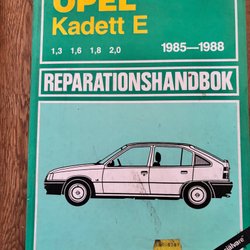 OPEL
Kadett E
1,3 1,6 1,8 2,0 1985—1988
REPARATIONSHANDBOK